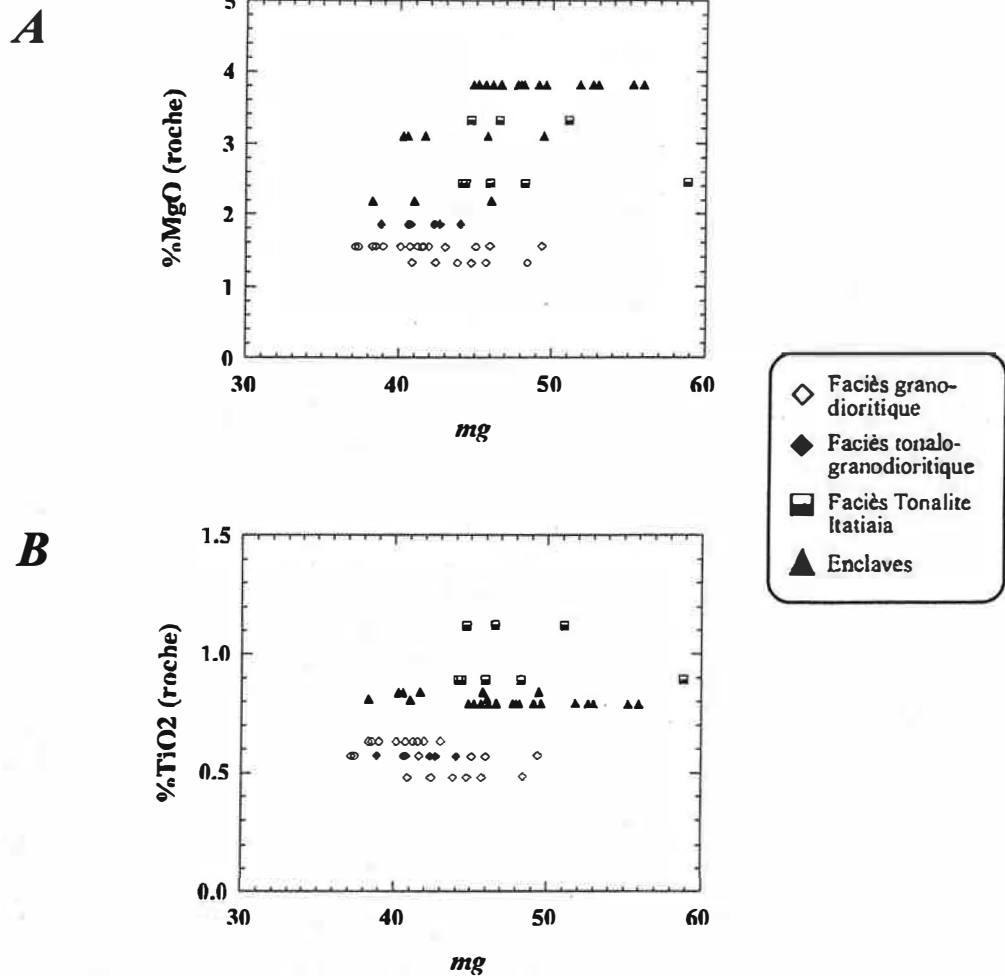 A
%MgO (roche)
5
4
3
2
1
0
30
40
50
60
mg
Faciès grano-
dioritique
Faciès tonalo-
granodioritique
Faciès Tonalite
Itatiaia
Enclaves
B
%TiO2 (roche)
1.5
1.0
0.5
0.0
30
40
50
60
mg